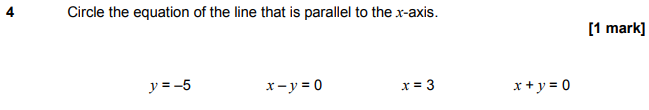 4 Circle the equation of the line that is parallel to the x-axis.
[1 mark]
y = –5 x – y = 0 x = 3 x + y = 0